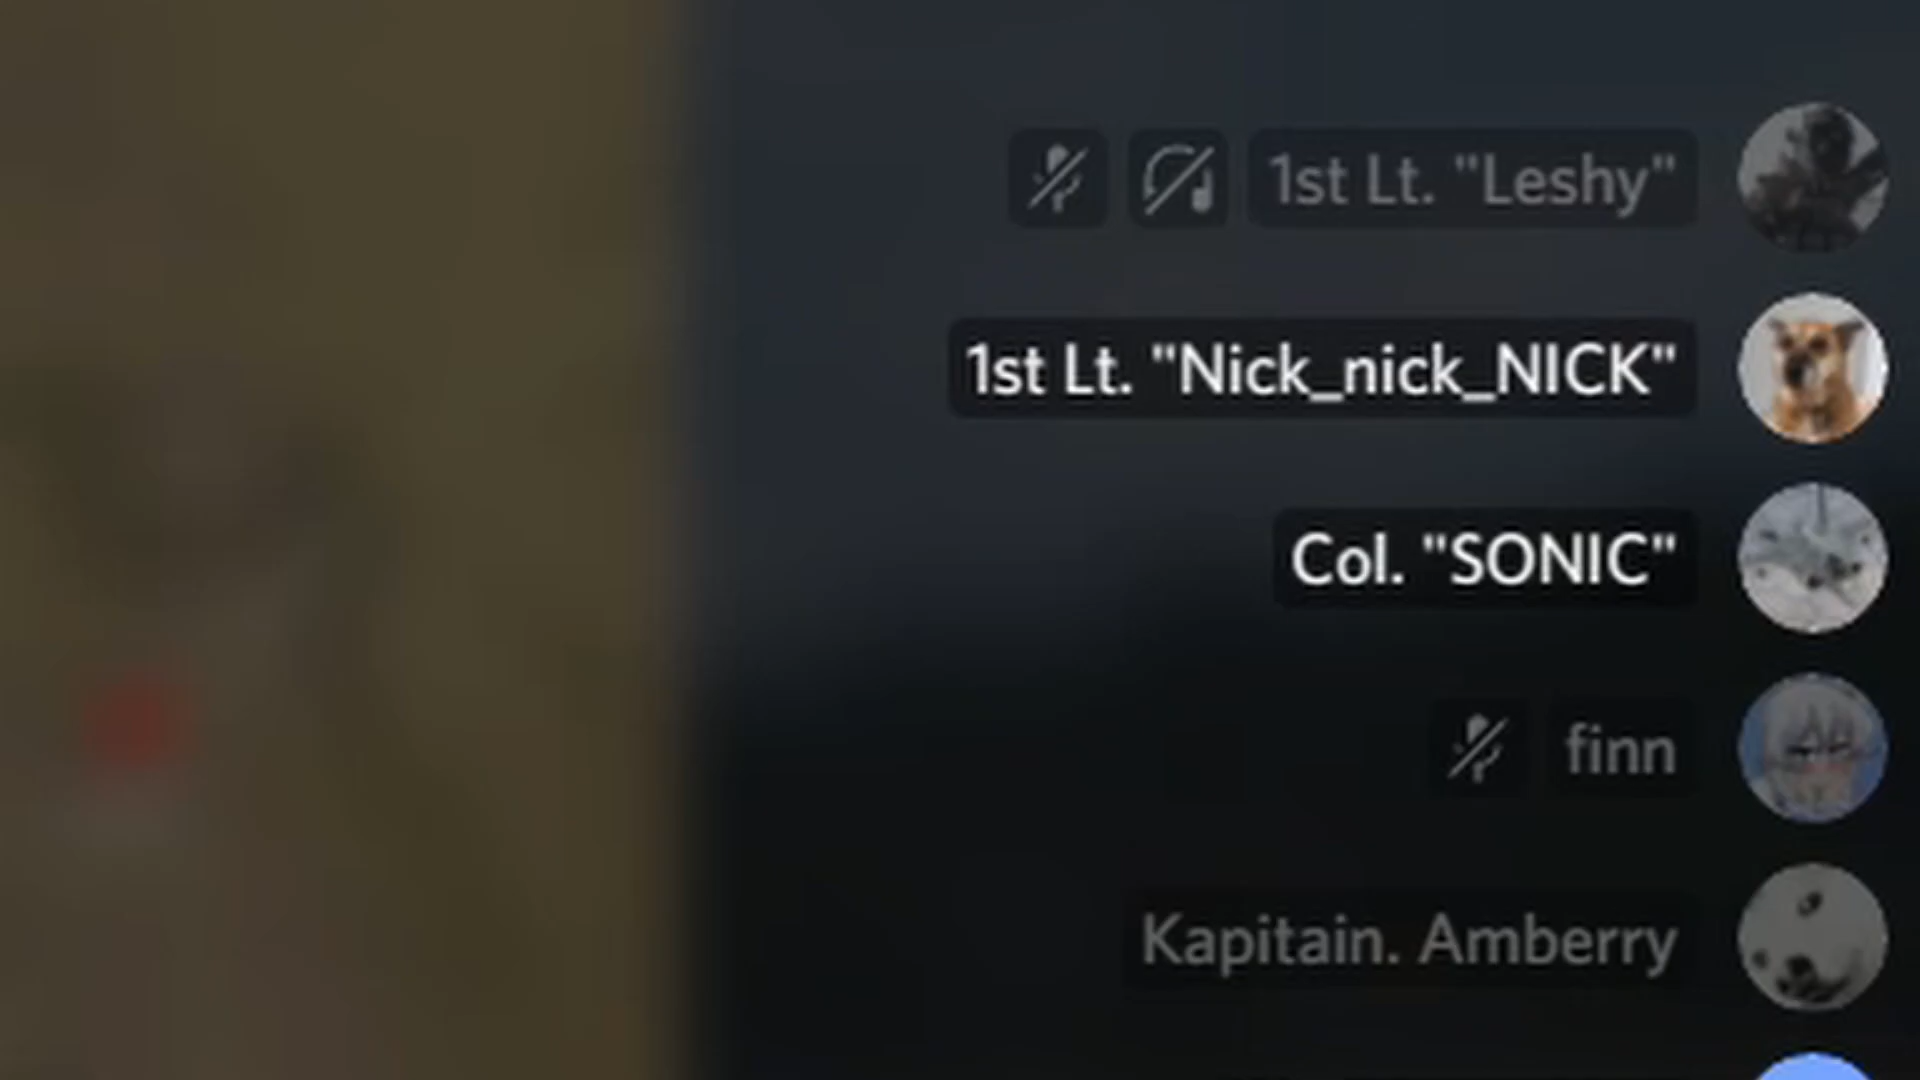 1st Lt. "Leshy"
1st Lt. "Nick_nick_NICK"
Col. "SONIC"
finn
Kapitain. Amberry